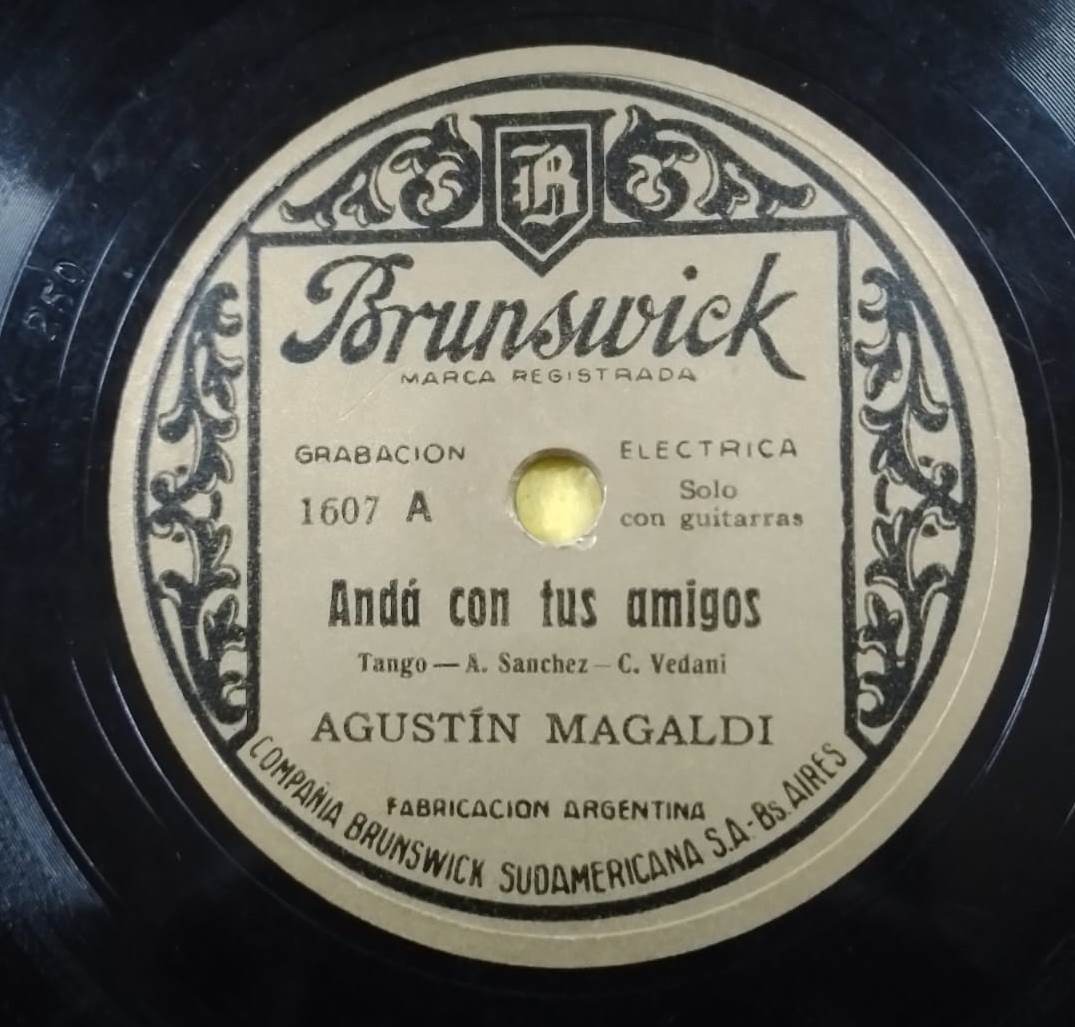 B
Brunswick
MARCA REGISTRADA
GRABACION ELECTRICA
1607 A
Solo
con guitarras
Andá con tus amigos
Tango — A. Sanchez — C. Vedani
AGUSTÍN MAGALDI
FABRICACION ARGENTINA
COMPAÑIA BRUNSWICK SUDAMERICANA S.A-Bs.AIRES
250